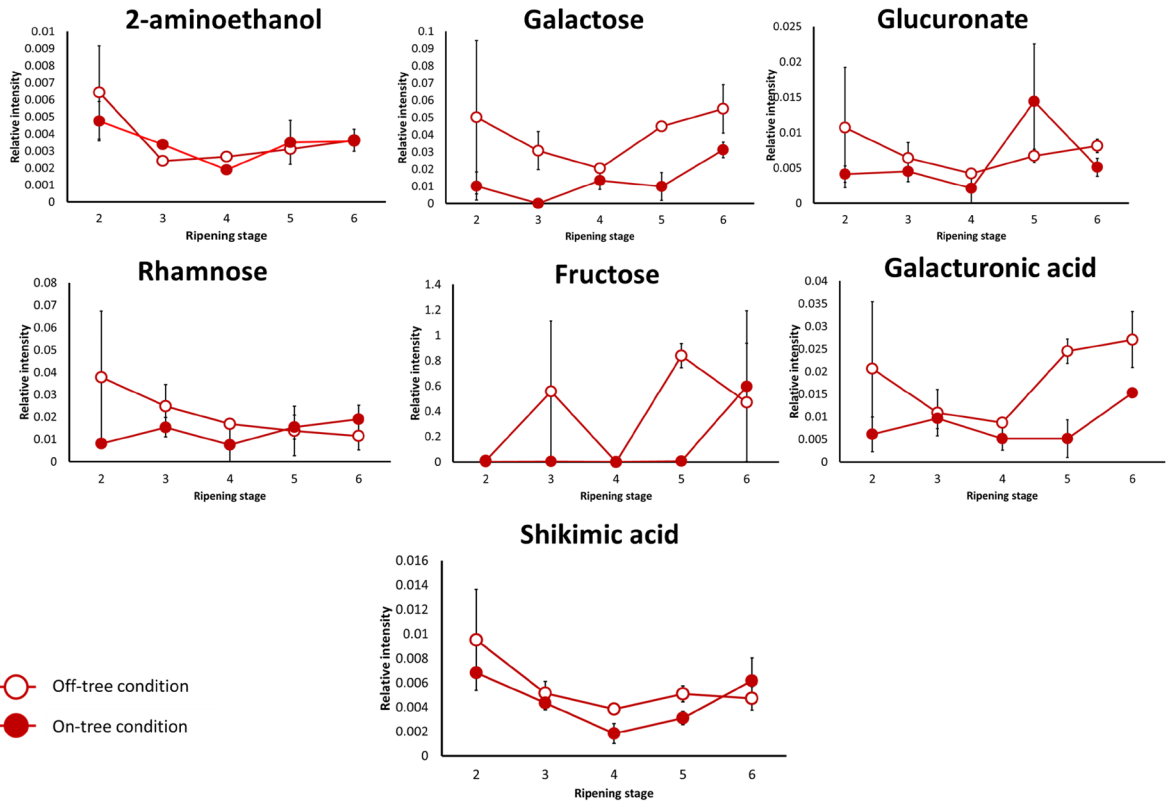 2-aminoethanol
Relative intensity
0.01
0.009
0.008
0.007
0.006
0.005
0.004
0.003
0.002
0.001
0
2 3 4 5 6
Ripening stage
Galactose
Relative intensity
0.1
0.09
0.08
0.07
0.06
0.05
0.04
0.03
0.02
0.01
0
2 3 4 5 6
Ripening stage
Glucuronate
Relative intensity
0.025
0.02
0.015
0.01
0.005
0
2 3 4 5 6
Ripening stage
Rhamnose
Relative intensity
0.08
0.07
0.06
0.05
0.04
0.03
0.02
0.01
0
2 3 4 5 6
Ripening stage
Fructose
Relative intensity
1.4
1.2
1
0.8
0.6
0.4
0.2
0
2 3 4 5 6
Ripening stage
Galacturonic acid
Relative intensity
0.04
0.035
0.03
0.025
0.02
0.015
0.01
0.005
0
2 3 4 5 6
Ripening stage
Shikimic acid
Relative intensity
0.016
0.014
0.012
0.01
0.008
0.006
0.004
0.002
0
2 3 4 5 6
Ripening stage
Off-tree condition
On-tree condition